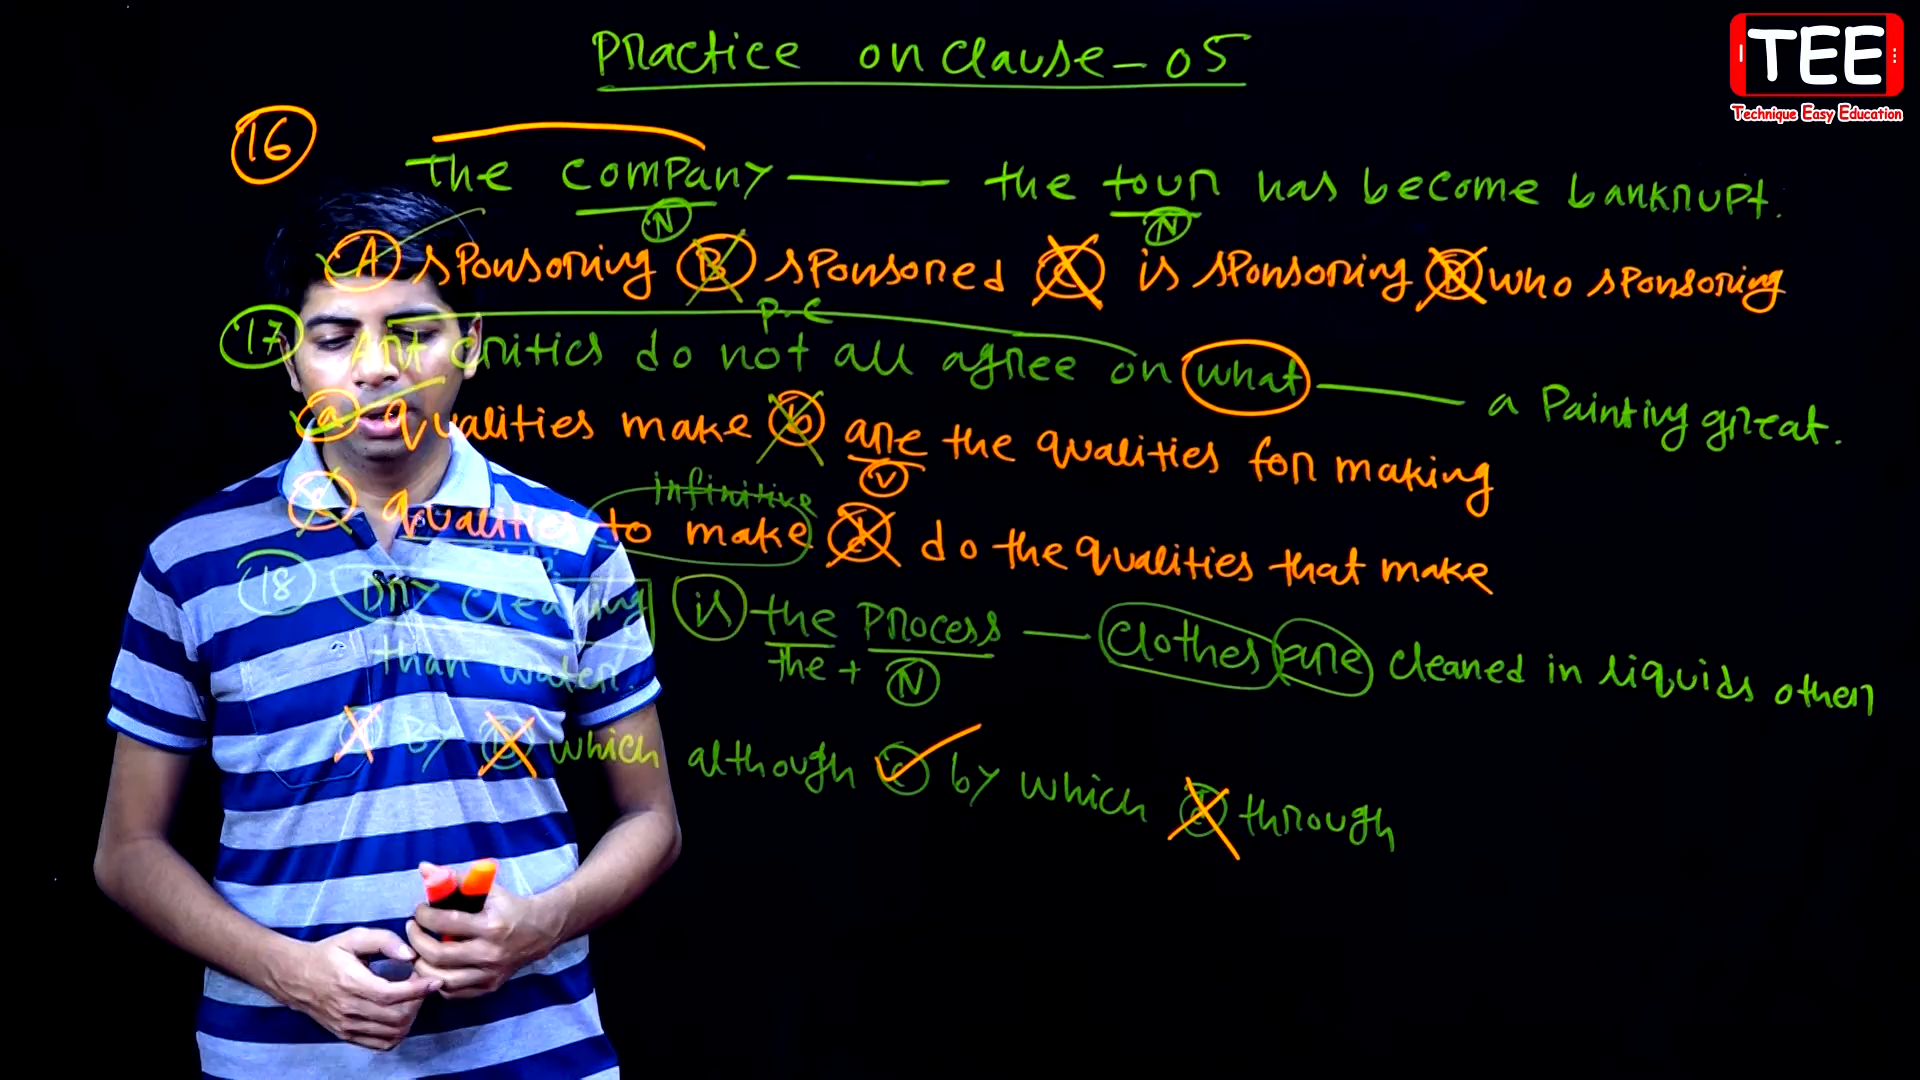 Practice on clause-05
TEE
Technique Easy Education
16 The company ——— the town has become bankrupt.
N N
A sponsoring B sponsored C is sponsoring D who sponsoring
P.C
17 Art critics do not all agree on what ——— a Painting great.
a qualities make b are the qualities for making
V
infinitive
c qualities to make d do the qualities that make
18 Dry cleaning is the process — clothes are cleaned in liquids other
than water. the + N
a By b which although c by which d through